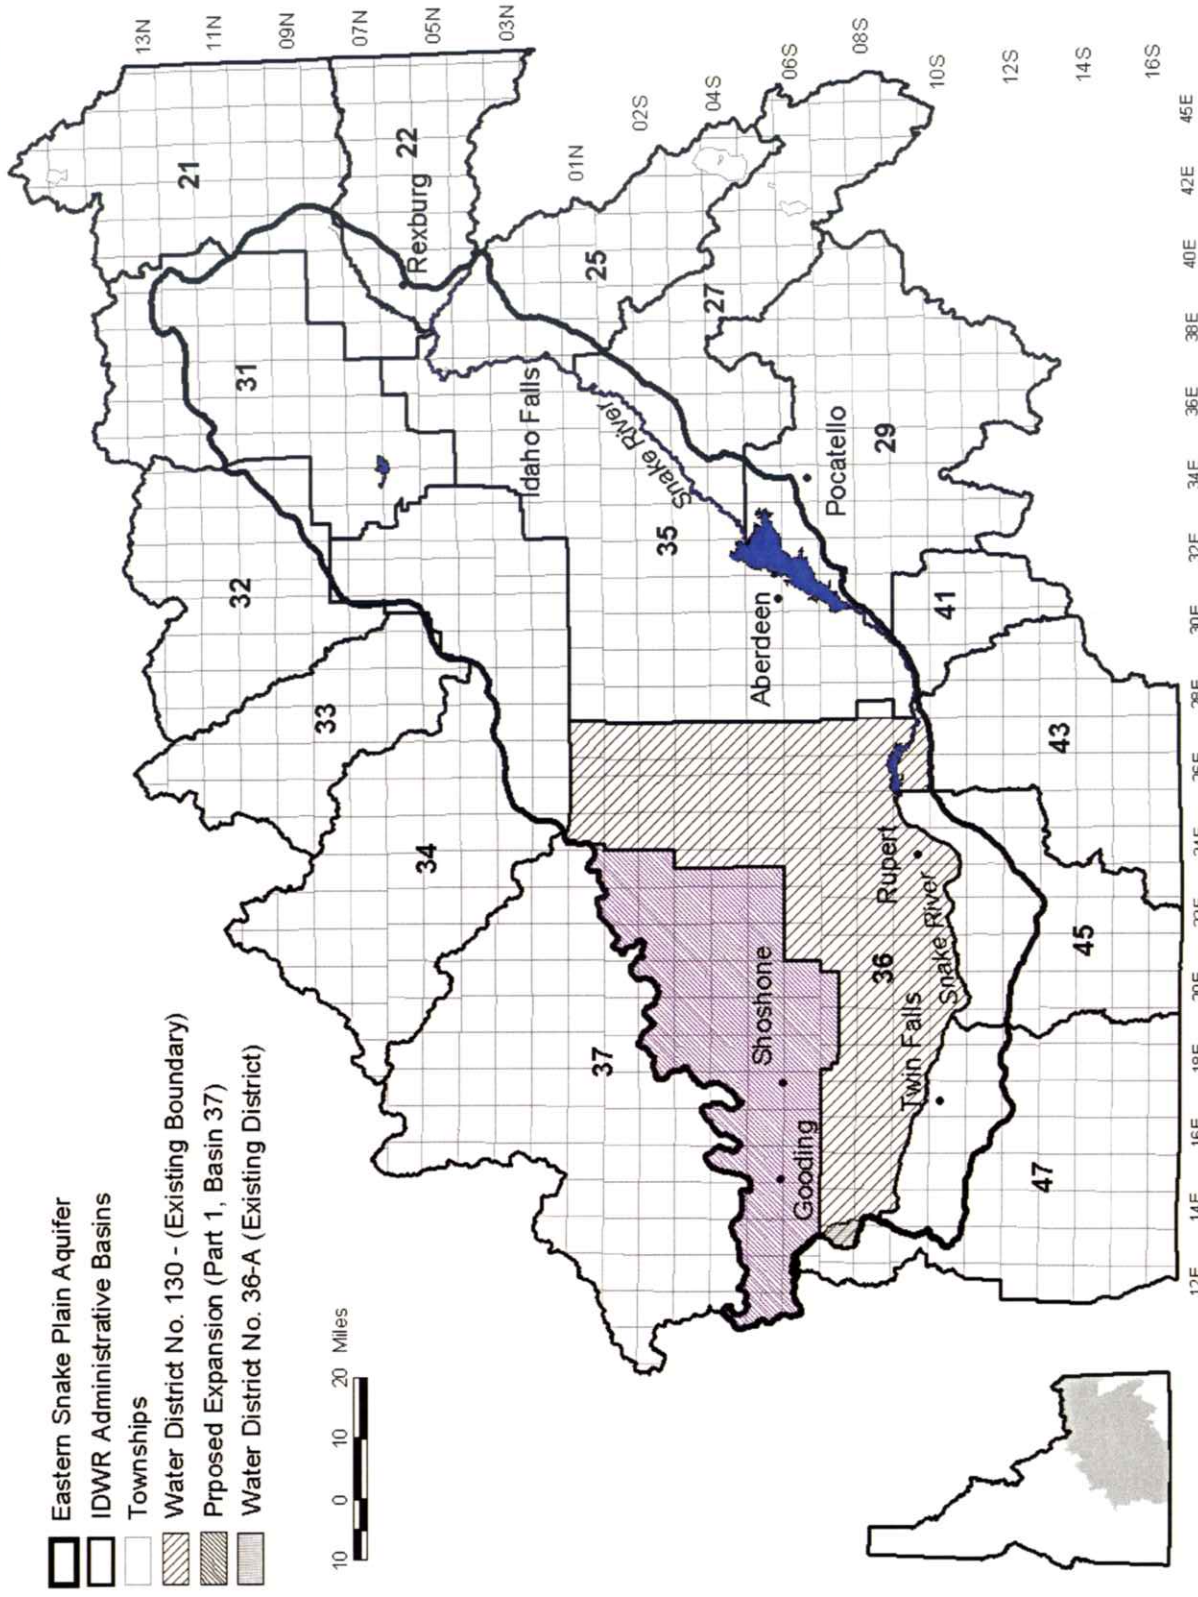 Eastern Snake Plain Aquifer
IDWR Administrative Basins
Townships
Water District No. 130 - (Existing Boundary)
Prposed Expansion (Part 1, Basin 37)
Water District No. 36-A (Existing District)
10 0 10 20 Miles
13N
11N
09N
07N
05N
03N
01N
02S
04S
06S
08S
10S
12S
14S
16S
21
22
Rexburg
31
32
33
34
37
25
27
Idaho Falls
Snake River
35
Pocatello
29
Aberdeen
41
43
Shoshone
Gooding
Rupert
36
Snake River
Twin Falls
45
47
12E
14E
16E
18E
20E
22E
24E
26E
28E
30E
32E
34E
36E
38E
40E
42E
45E